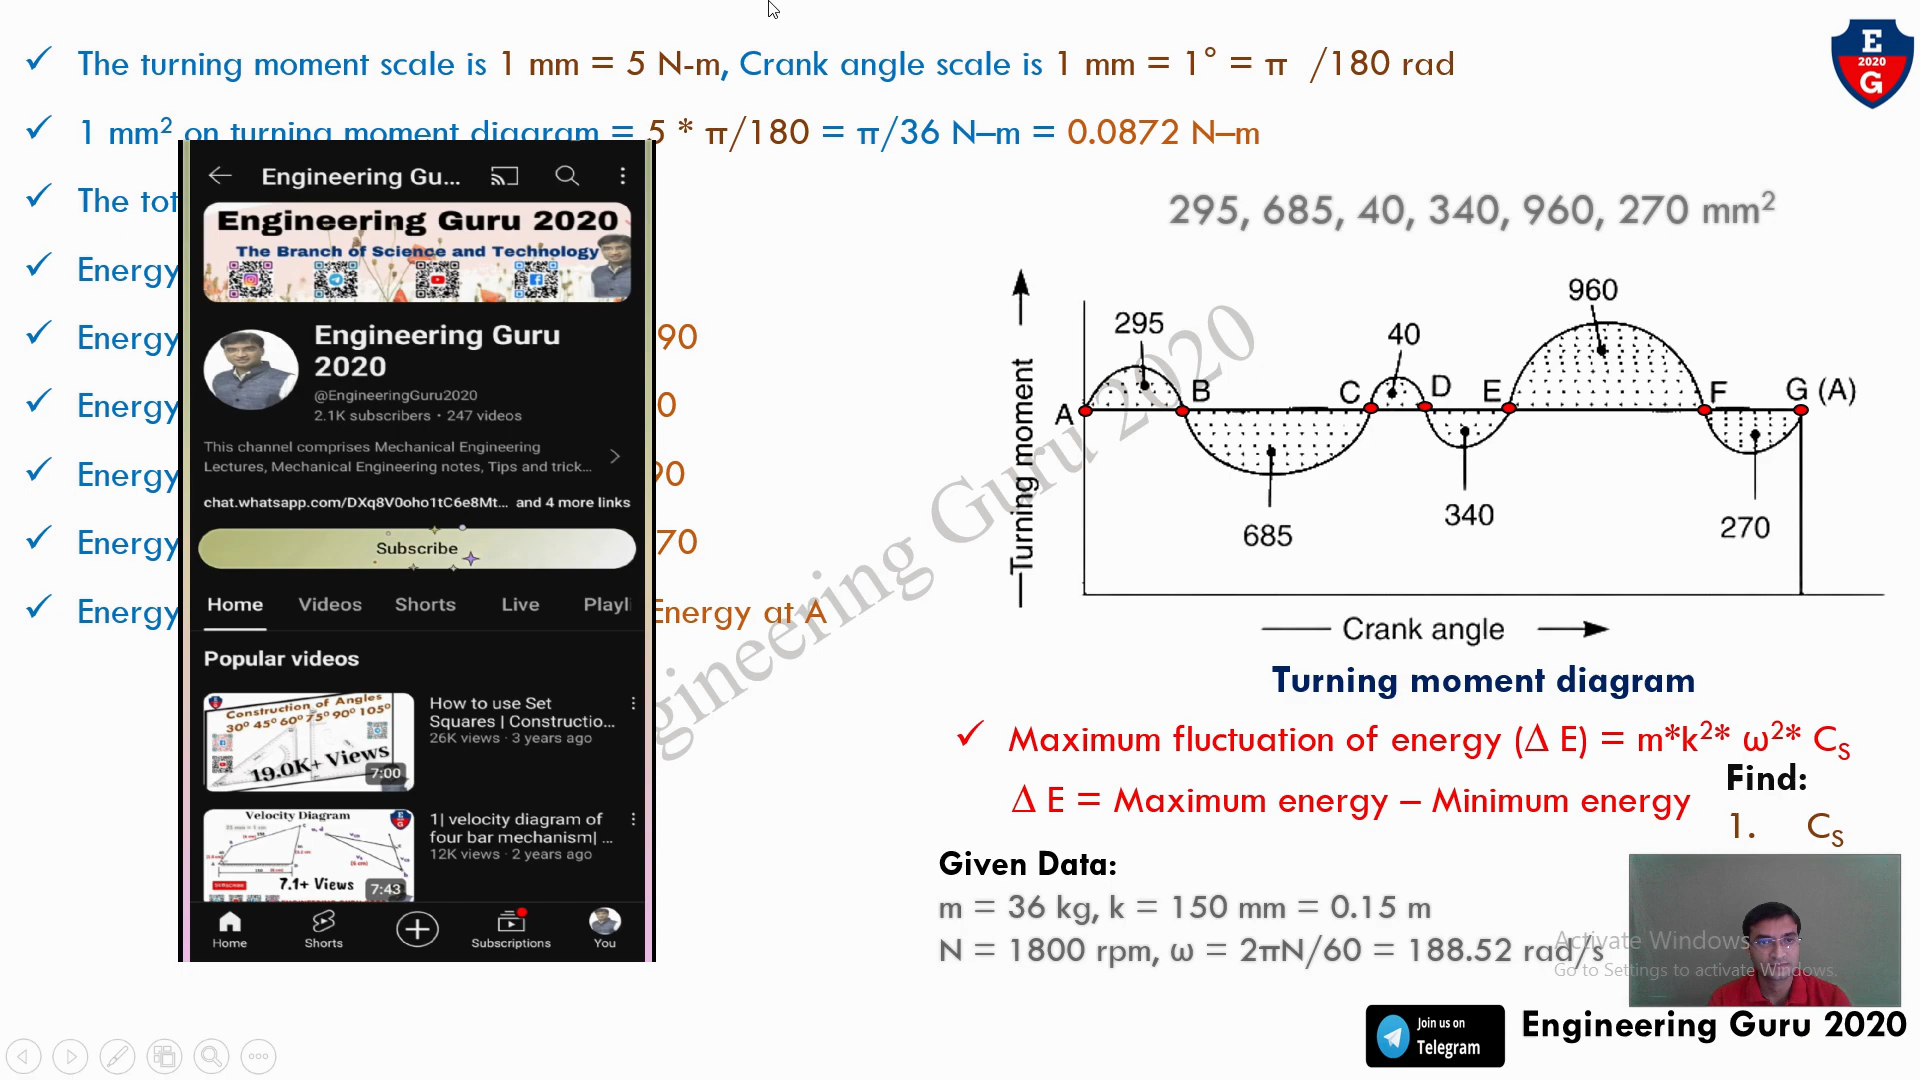 The turning moment scale is 1 mm = 5 N-m, Crank angle scale is 1 mm = 1° = π /180 rad
1 mm² on turning moment diagram = 5 * π/180 = π/36 N–m = 0.0872 N–m
The tot
Energy
Energy 90
Energy 0
Energy 90
Energy 70
Energy Energy at A
Engineering Gu...
Engineering Guru 2020
The Branch of Science and Technology
Engineering Guru
2020
@EngineeringGuru2020
2.1K subscribers • 247 videos
This channel comprises Mechanical Engineering
Lectures, Mechanical Engineering notes, Tips and trick...
chat.whatsapp.com/DXq8V0oho1tC6e8Mt... and 4 more links
Subscribe
Home Videos Shorts Live Playli
Popular videos
Construction of Angles
30° 45° 60° 75° 90° 105°
19.0K+ Views
7:00
How to use Set
Squares | Constructio...
26K views · 3 years ago
Velocity Diagram
7.1+ Views
7:43
1| velocity diagram of
four bar mechanism| ...
12K views · 2 years ago
Home Shorts Subscriptions You
E
2020
G
295, 685, 40, 340, 960, 270 mm²
Turning moment
295
685
40
340
960
270
A B C D E F G (A)
Crank angle
Turning moment diagram
gineering Guru 2020
Maximum fluctuation of energy (Δ E) = m*k²* ω²* Cₛ
Δ E = Maximum energy – Minimum energy
Find:
1. Cₛ
Given Data:
m = 36 kg, k = 150 mm = 0.15 m
N = 1800 rpm, ω = 2πN/60 = 188.52 rad/s
Activate Windows
Go to Settings to activate Windows.
Join us on
Telegram
Engineering Guru 2020